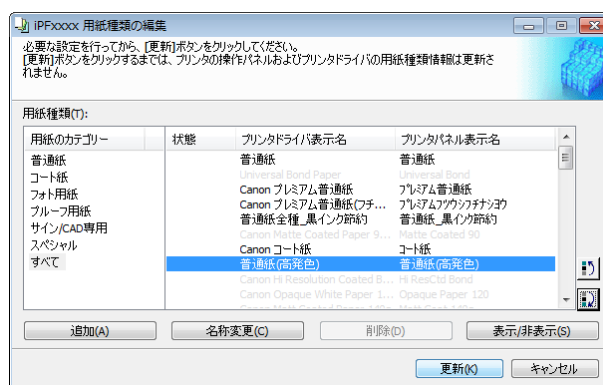 iPFxxxx 用紙種類の編集
必要な設定を行ってから、[更新]ボタンをクリックしてください。
[更新]ボタンをクリックするまでは、プリンタの操作パネルおよびプリンタドライバの用紙種類情報は更新さ
れません。
用紙種類(T):
用紙のカテゴリー 状態 プリンタドライバ表示名 プリンタパネル表示名
普通紙 普通紙 普通紙
コート紙 Universal Bond Paper Universal Bond
フォト用紙 Canon プレミアム普通紙 プレミアム普通紙
プルーフ用紙 Canon プレミアム普通紙(フチ... プレミアムフツウシフチナシヨウ
サイン/CAD専用 普通紙全種_黒インク節約 普通紙_黒インク節約
スペシャル Canon Matte Coated Paper 9... Matte Coated 90
すべて Canon コート紙 コート紙
普通紙(高発色) 普通紙(高発色)
Canon Hi Resolution Coated B... Hi ResCtd Bond
Canon Opaque White Paper 1... Opaque Paper 120
追加(A) 名称変更(C) 削除(D) 表示/非表示(S)
更新(K) キャンセル